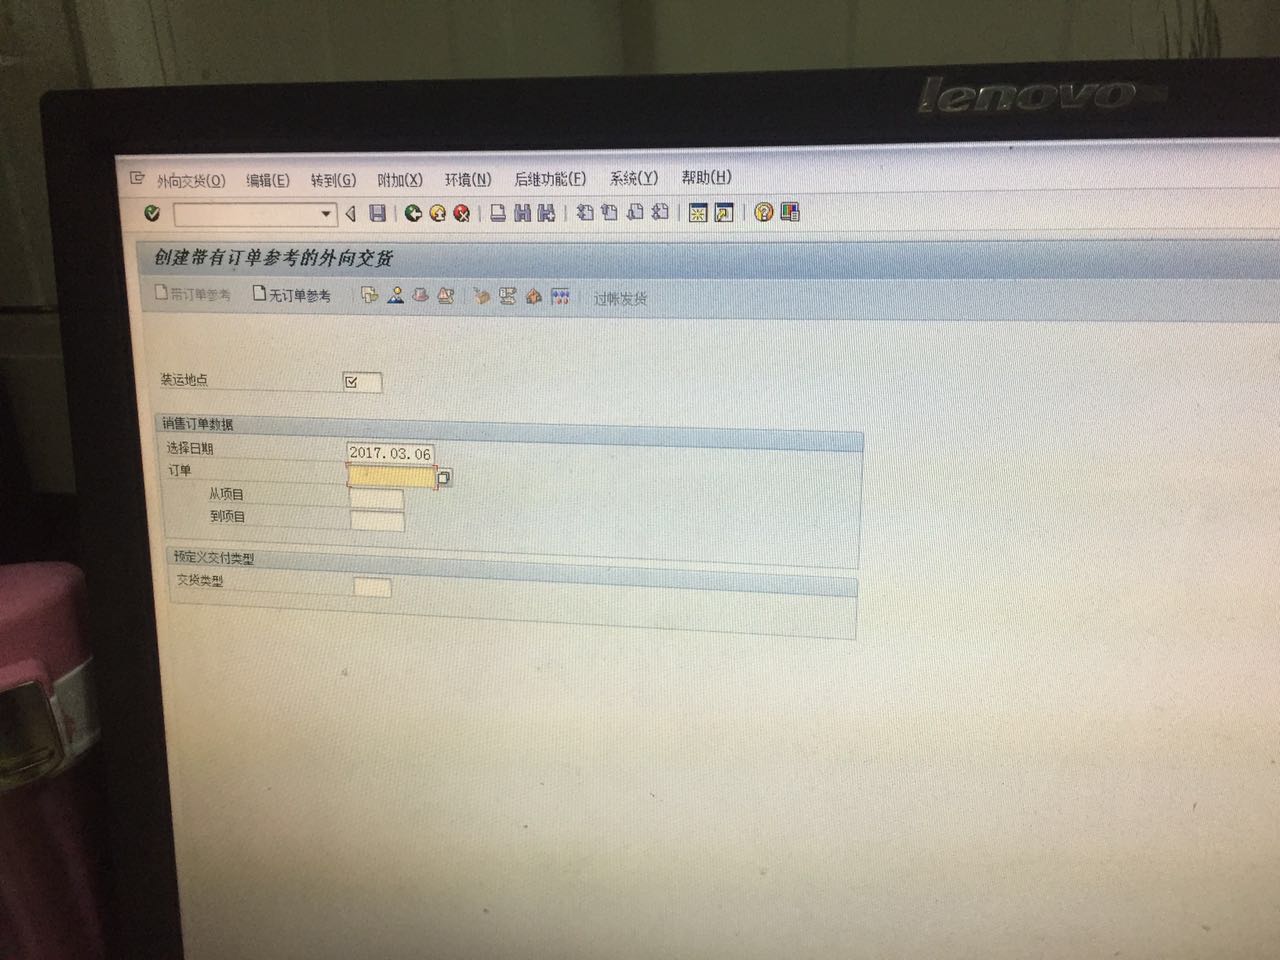 lenovo
外向交货(O) 编辑(E) 转到(G) 附加(X) 环境(N) 后继功能(F) 系统(Y) 帮助(H)
创建带有订单参考的外向交货
带订单参考 无订单参考 过帐发货
装运地点
销售订单数据
选择日期 2017.03.06
订单
从项目
到项目
预定义交付类型
交货类型